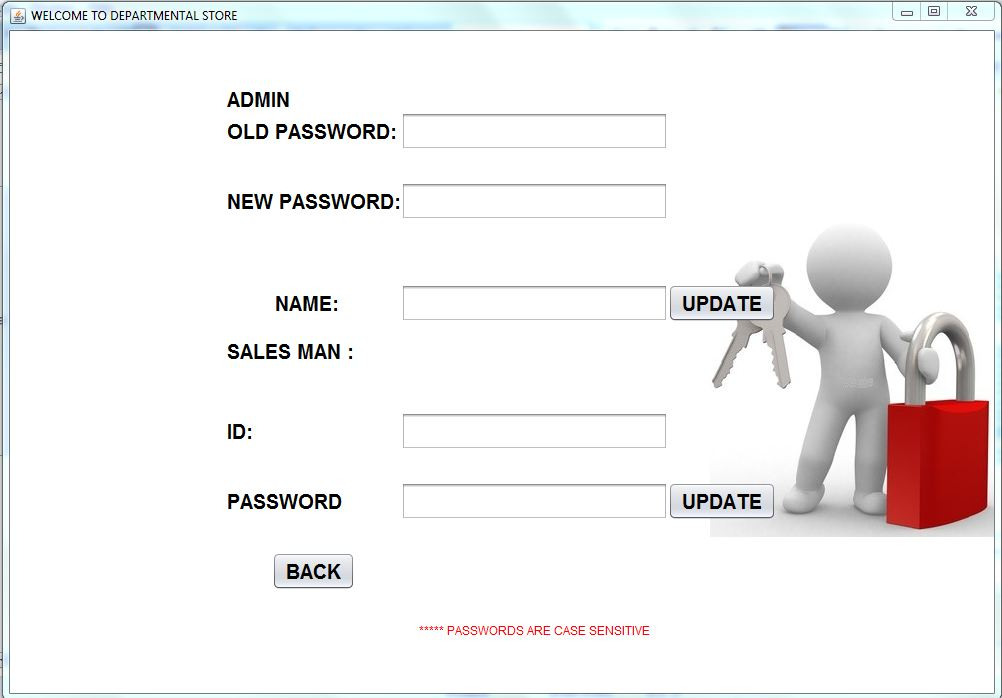 WELCOME TO DEPARTMENTAL STORE
ADMIN
OLD PASSWORD:
NEW PASSWORD:
NAME: UPDATE
SALES MAN :
ID:
PASSWORD UPDATE
BACK
***** PASSWORDS ARE CASE SENSITIVE